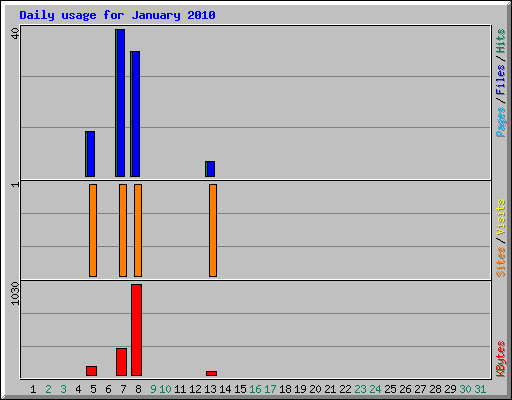 Daily usage for January 2010
40
Pages / Files / Hits
1
Sites / Visits
1030
KBytes
1 2 3 4 5 6 7 8 9 10 11 12 13 14 15 16 17 18 19 20 21 22 23 24 25 26 27 28 29 30 31